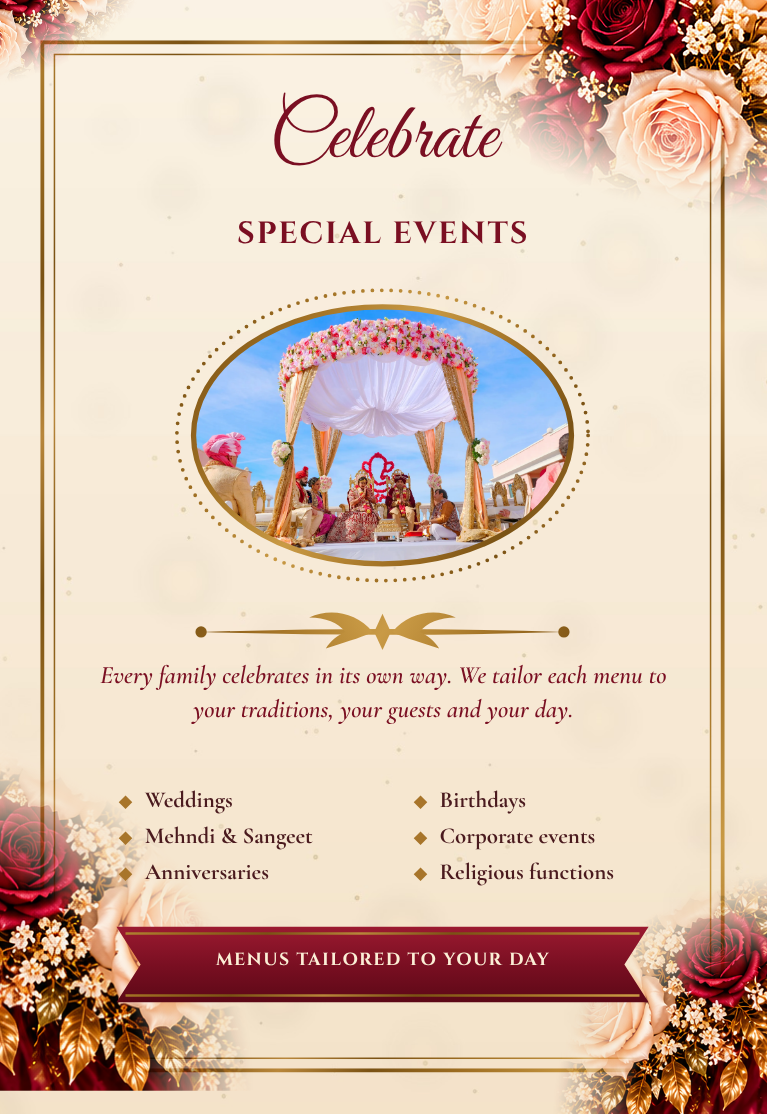 Celebrate
SPECIAL EVENTS
Every family celebrates in its own way. We tailor each menu to
your traditions, your guests and your day.
Weddings
Mehndi & Sangeet
Anniversaries
Birthdays
Corporate events
Religious functions
MENUS TAILORED TO YOUR DAY